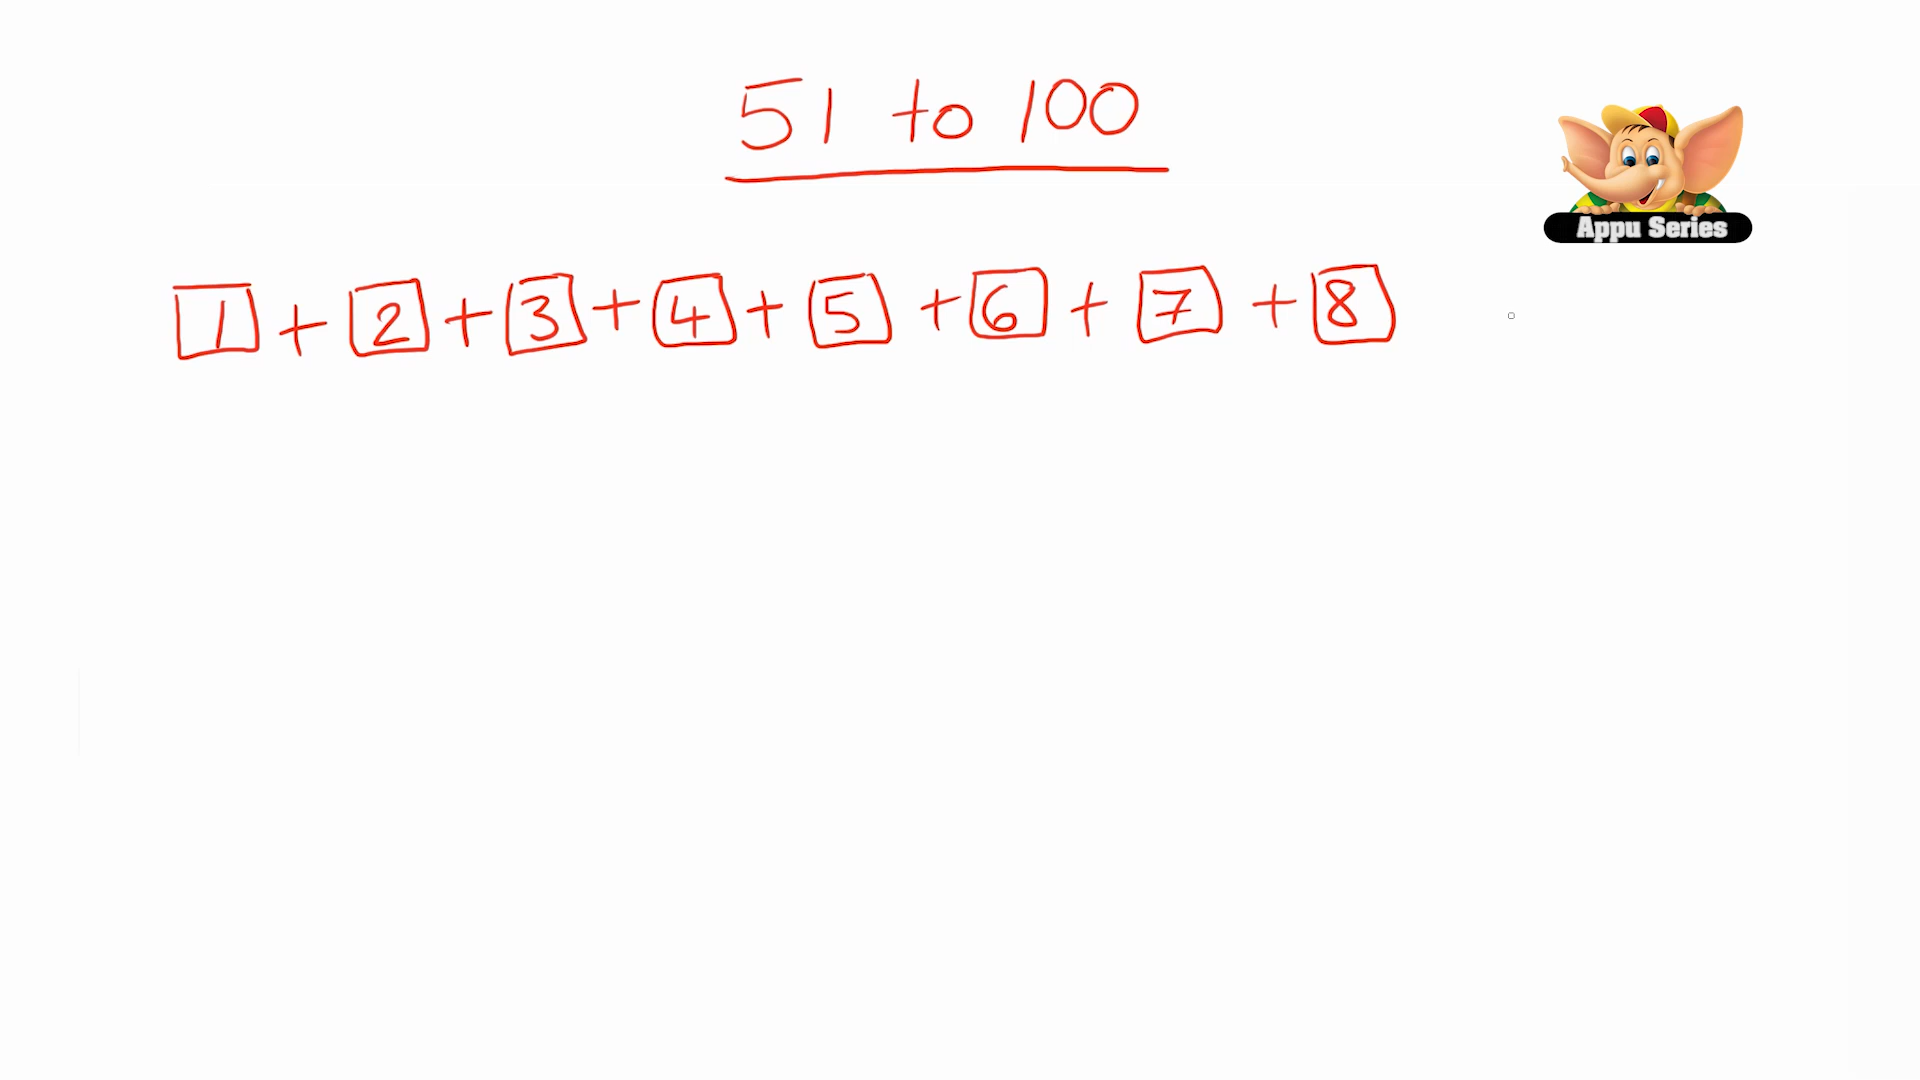 51 to 100
Appu Series
1 + 2 + 3 + 4 + 5 + 6 + 7 + 8